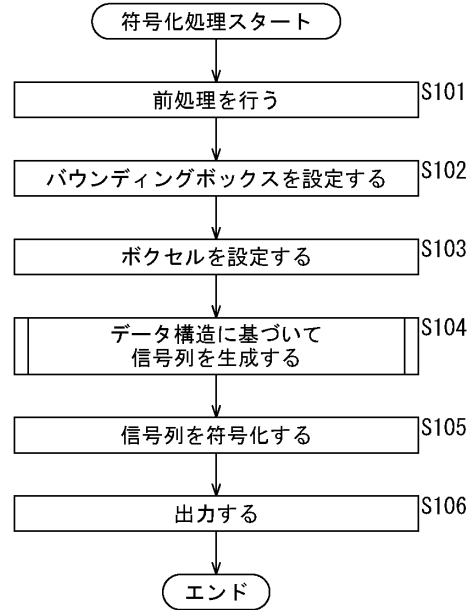 符号化処理スタート
前処理を行う
S101
バウンディングボックスを設定する
S102
ボクセルを設定する
S103
データ構造に基づいて
信号列を生成する
S104
信号列を符号化する
S105
出力する
S106
エンド